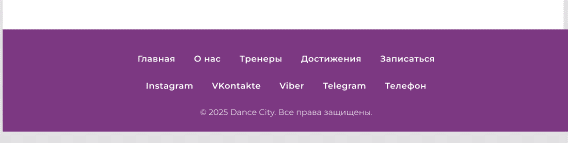 Главная О нас Тренеры Достижения Записаться
Instagram VKontakte Viber Telegram Телефон
© 2025 Dance City. Все права защищены.